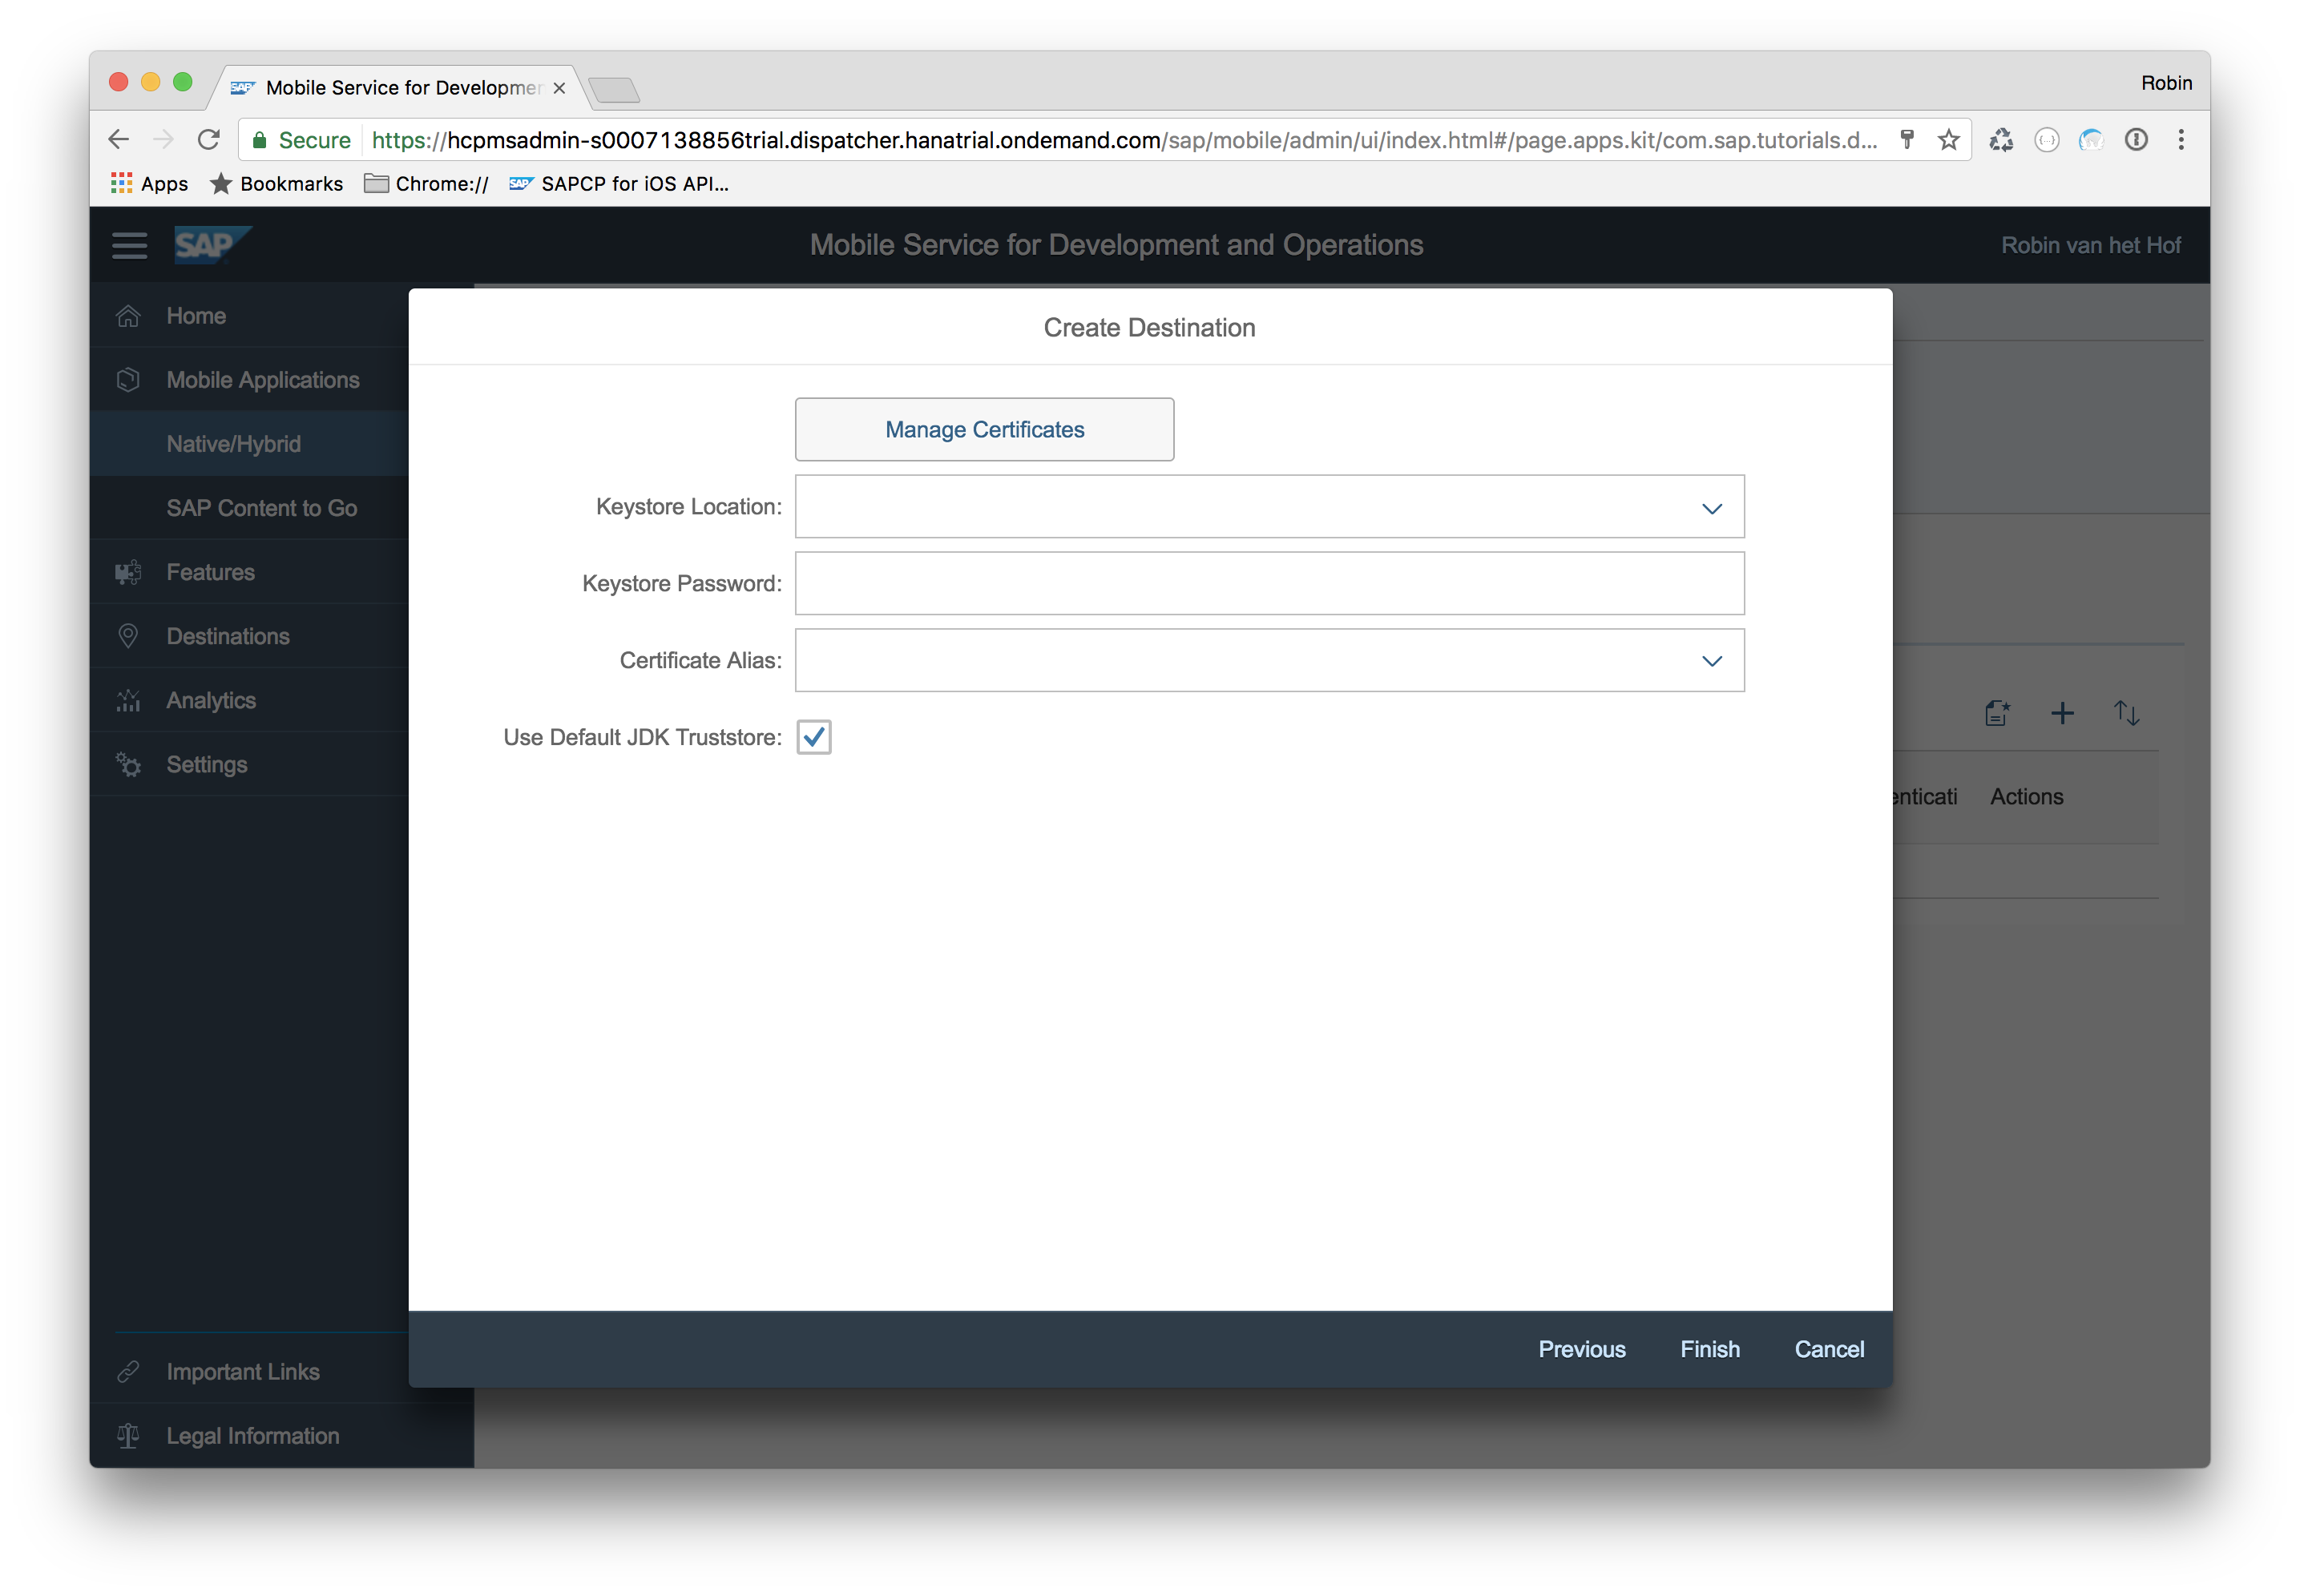 Mobile Service for Developmen
Robin
Secure https://hcpmsadmin-s0007138856trial.dispatcher.hanatrial.ondemand.com/sap/mobile/admin/ui/index.html#/page.apps.kit/com.sap.tutorials.d...
Apps Bookmarks Chrome:// SAP SAPCP for iOS API...
SAP Mobile Service for Development and Operations Robin van het Hof
Home
Mobile Applications
Native/Hybrid
SAP Content to Go
Features
Destinations
Analytics
Settings
Important Links
Legal Information
Create Destination
Manage Certificates
Keystore Location:
Keystore Password:
Certificate Alias:
Use Default JDK Truststore:
Previous Finish Cancel
enticati Actions